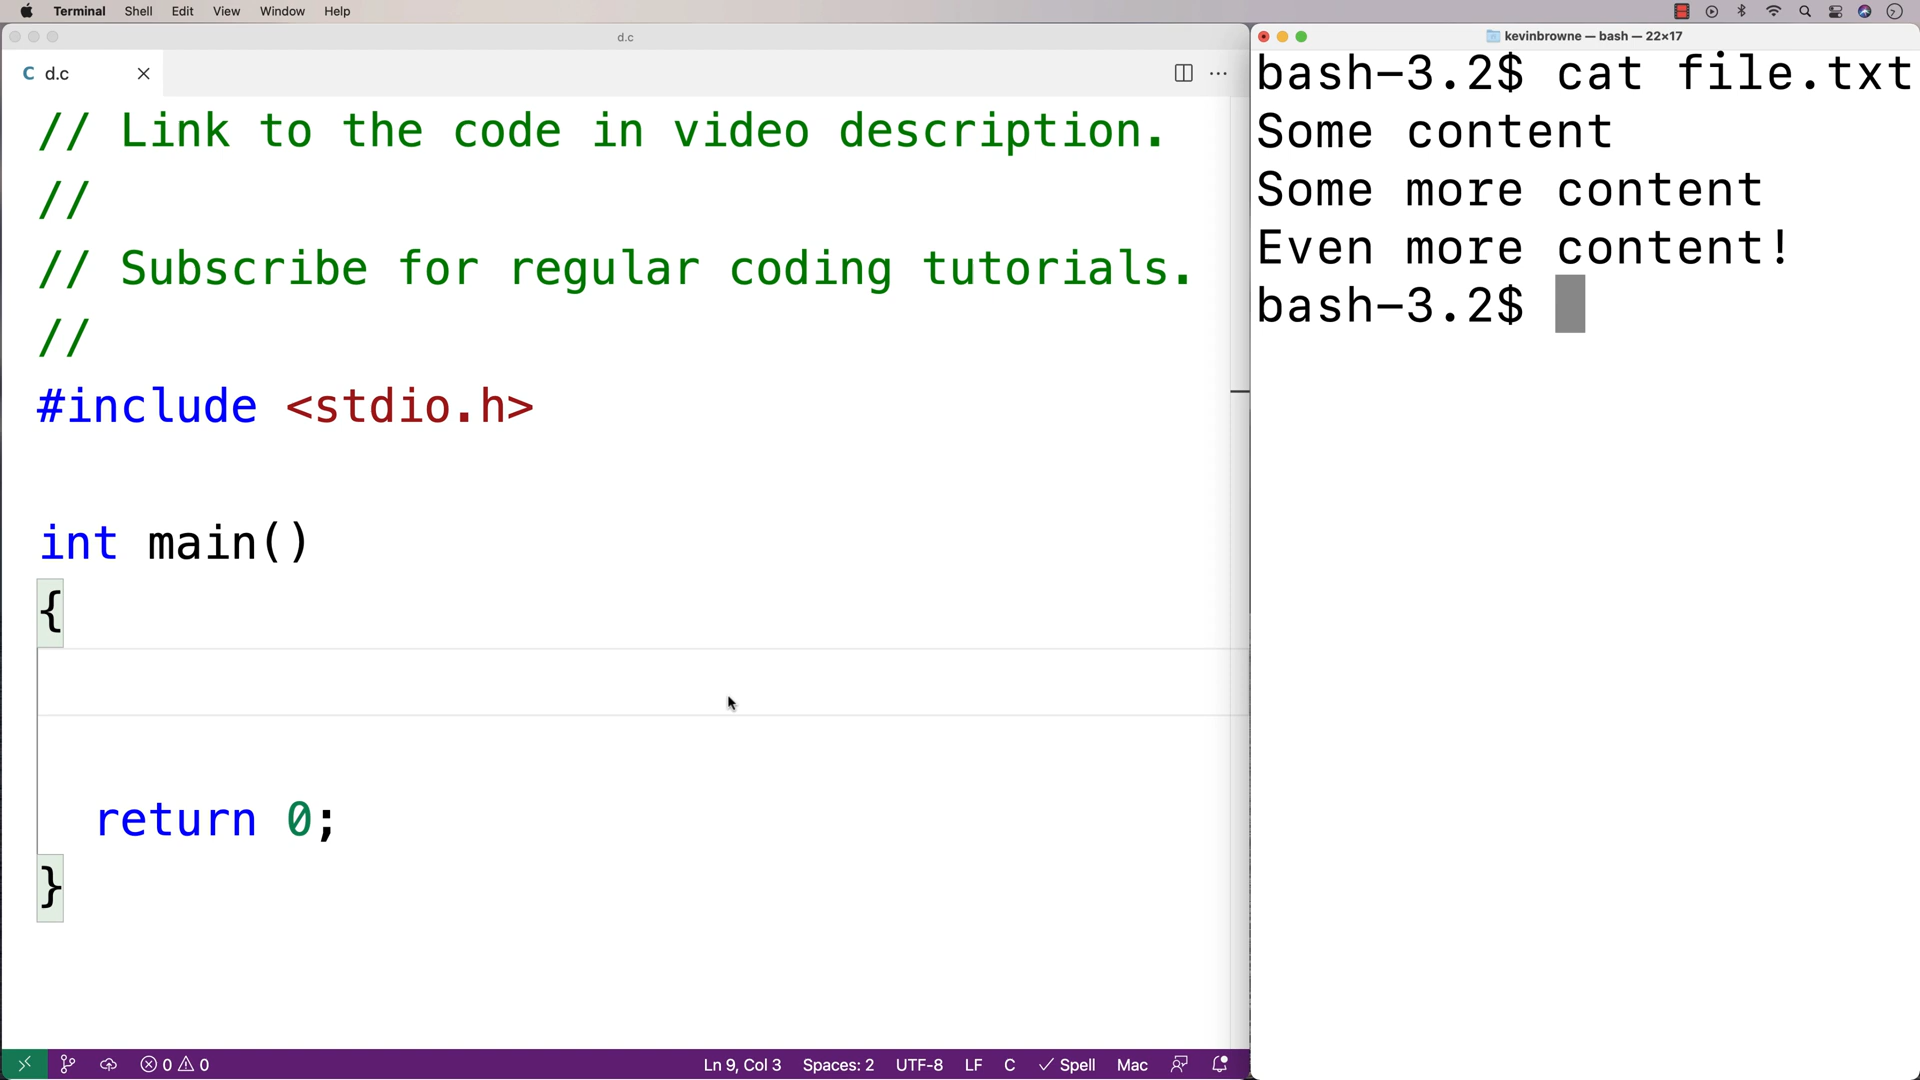 Terminal Shell Edit View Window Help
d.c
C d.c
// Link to the code in video description.
//
// Subscribe for regular coding tutorials.
//
#include <stdio.h>
int main()
{
return 0;
}
0 0
Ln 9, Col 3 Spaces: 2 UTF-8 LF C Spell Mac
kevinbrowne — bash — 22×17
bash-3.2$ cat file.txt
Some content
Some more content
Even more content!
bash-3.2$